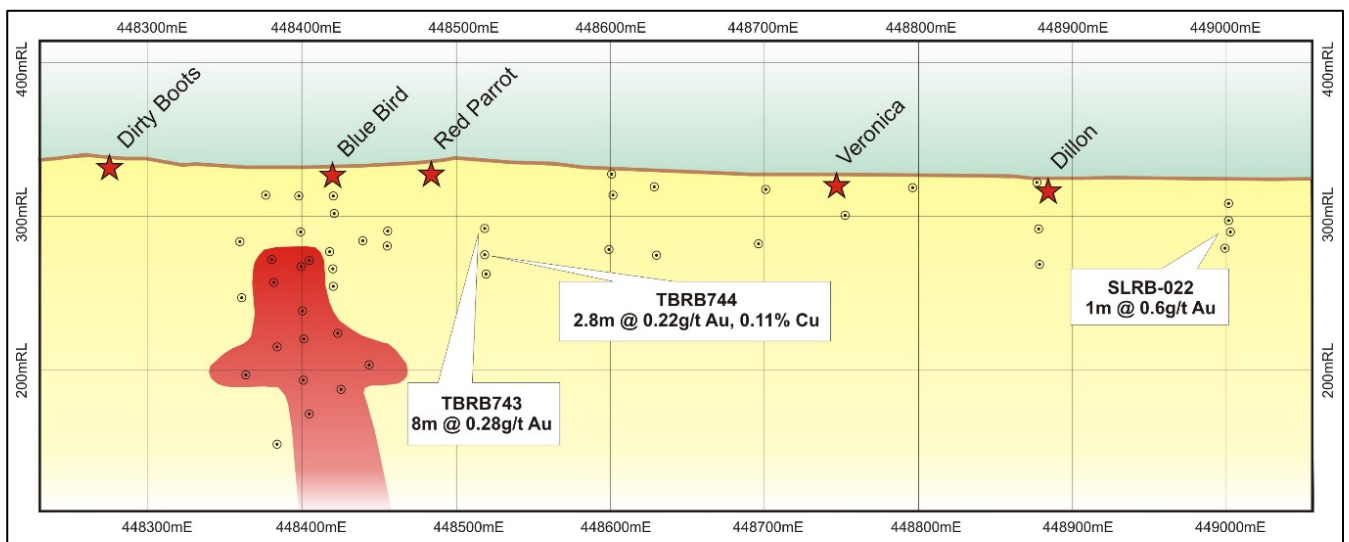 448300mE 448400mE 448500mE 448600mE 448700mE 448800mE 448900mE 449000mE
400mRL
400mRL
Dirty Boots
Blue Bird
Red Parrot
Veronica
Dillon
300mRL
300mRL
SLRB-022
1m @ 0.6g/t Au
TBRB744
2.8m @ 0.22g/t Au, 0.11% Cu
200mRL
200mRL
TBRB743
8m @ 0.28g/t Au
448300mE 448400mE 448500mE 448600mE 448700mE 448800mE 448900mE 449000mE